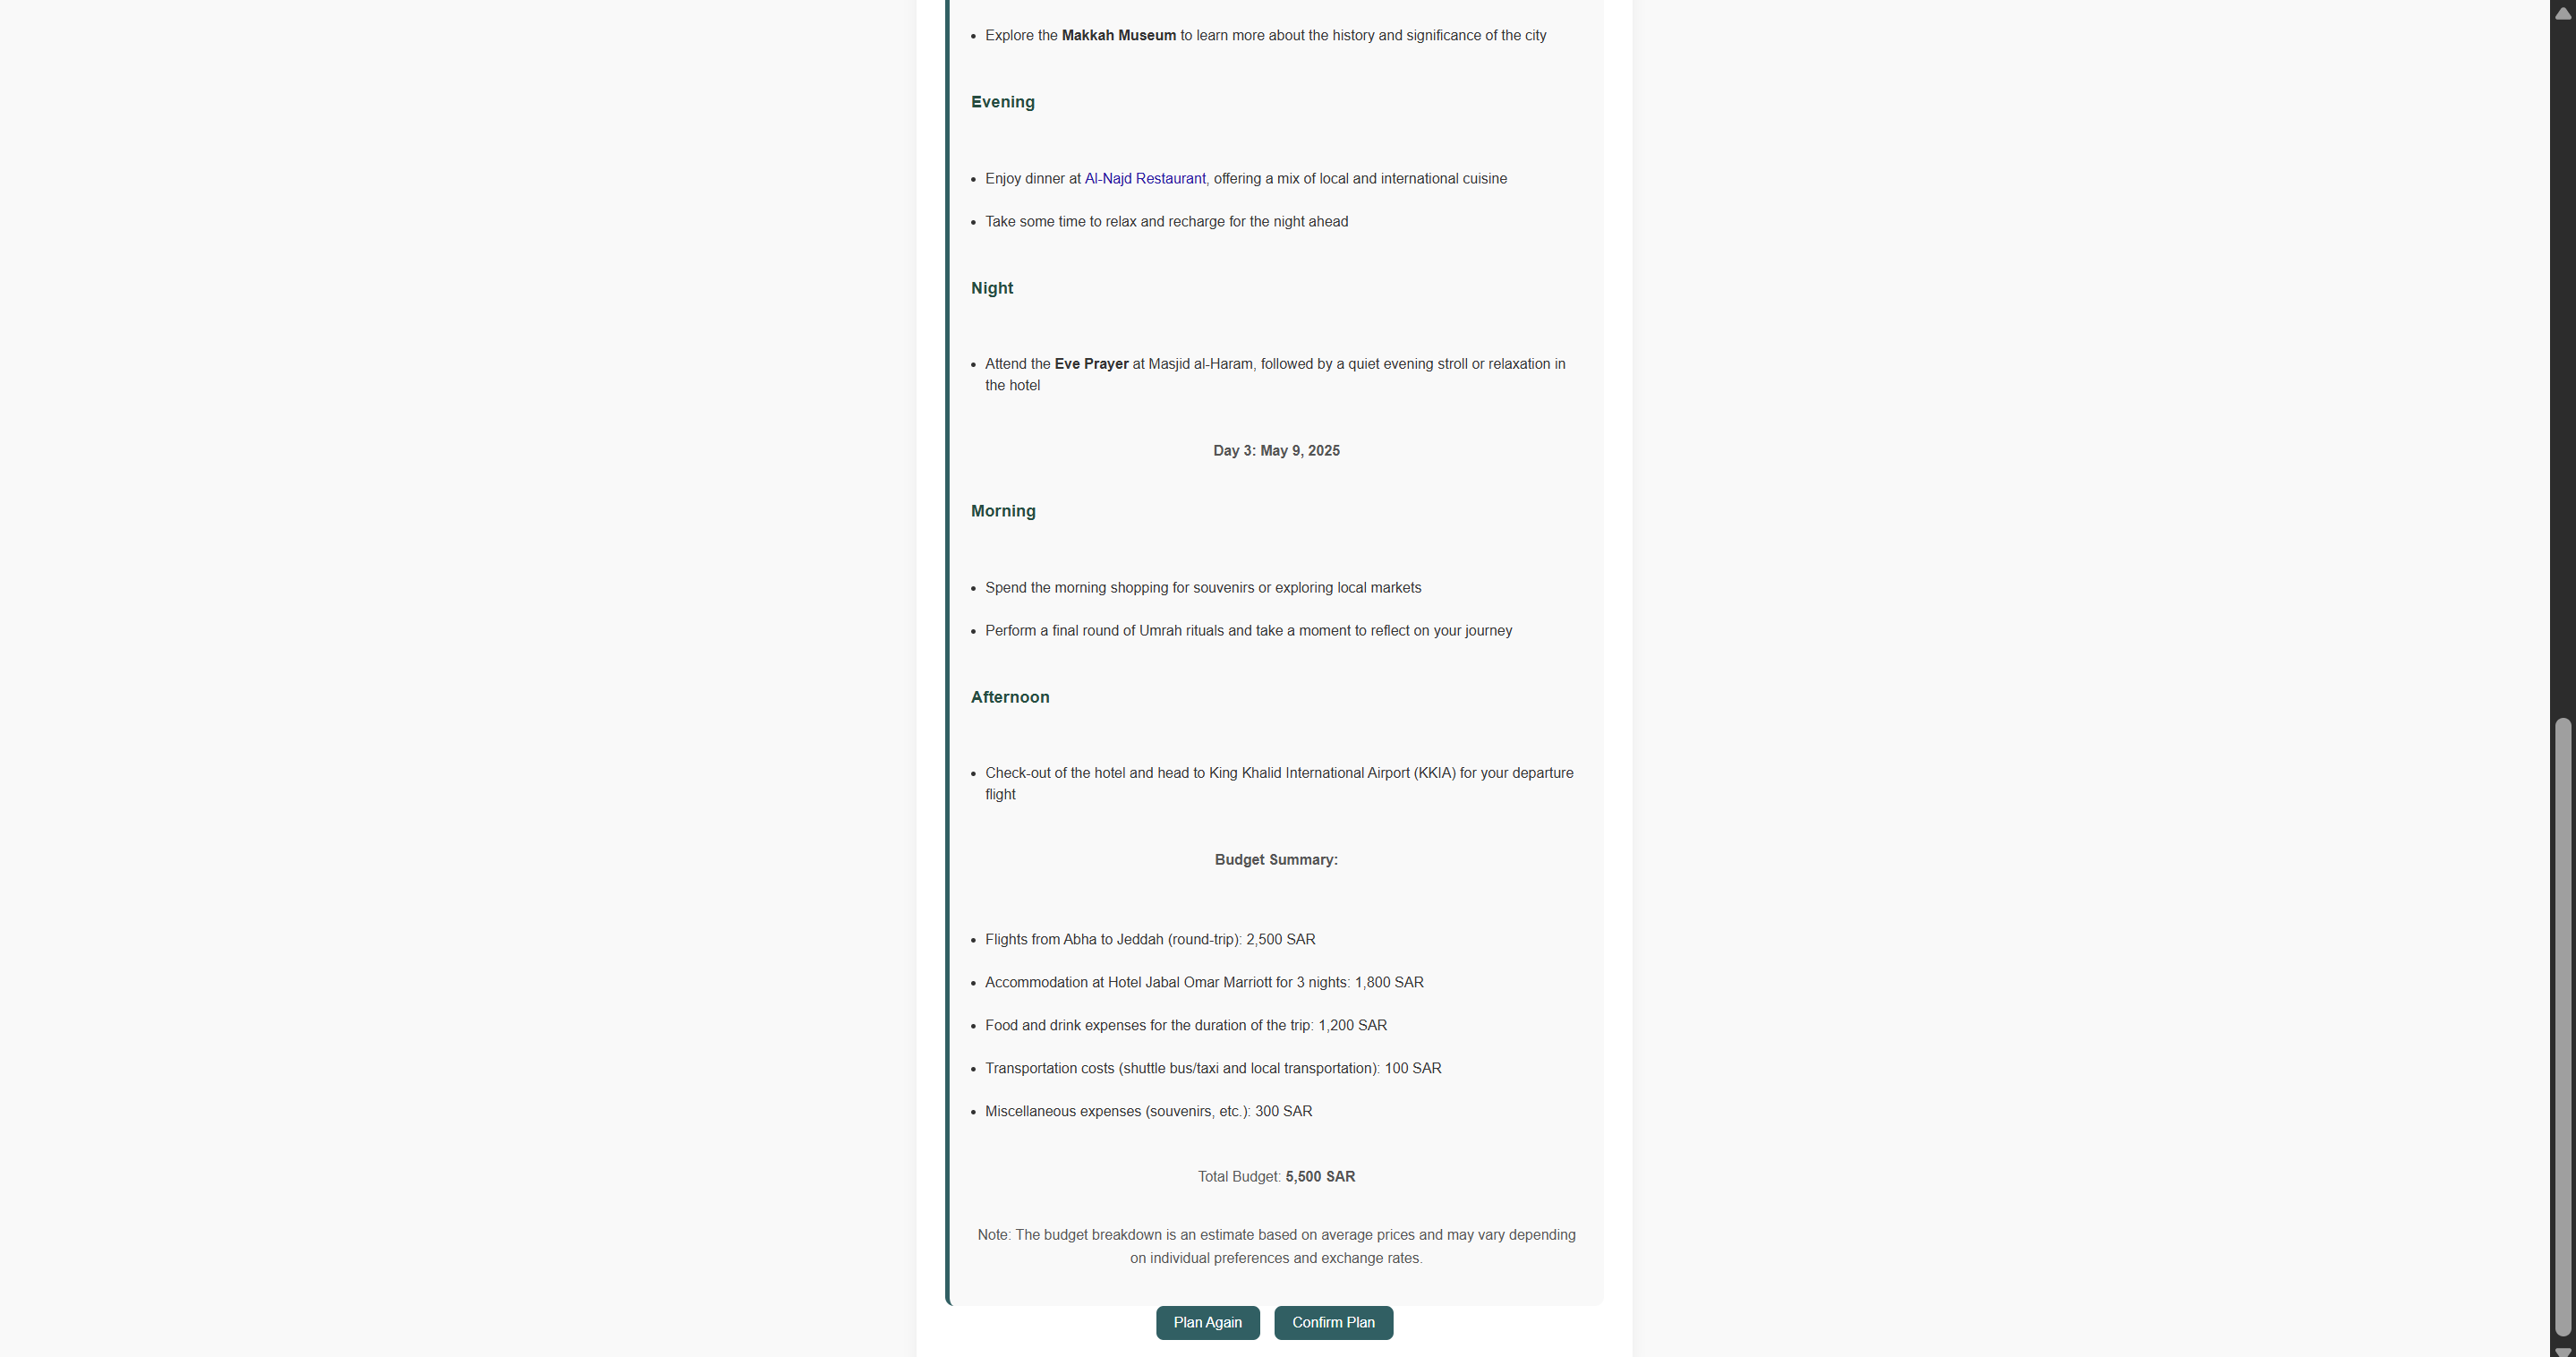 • Explore the Makkah Museum to learn more about the history and significance of the city
Evening
• Enjoy dinner at Al-Najd Restaurant, offering a mix of local and international cuisine
• Take some time to relax and recharge for the night ahead
Night
• Attend the Eve Prayer at Masjid al-Haram, followed by a quiet evening stroll or relaxation in
the hotel
Day 3: May 9, 2025
Morning
• Spend the morning shopping for souvenirs or exploring local markets
• Perform a final round of Umrah rituals and take a moment to reflect on your journey
Afternoon
• Check-out of the hotel and head to King Khalid International Airport (KKIA) for your departure
flight
Budget Summary:
• Flights from Abha to Jeddah (round-trip): 2,500 SAR
• Accommodation at Hotel Jabal Omar Marriott for 3 nights: 1,800 SAR
• Food and drink expenses for the duration of the trip: 1,200 SAR
• Transportation costs (shuttle bus/taxi and local transportation): 100 SAR
• Miscellaneous expenses (souvenirs, etc.): 300 SAR
Total Budget: 5,500 SAR
Note: The budget breakdown is an estimate based on average prices and may vary depending
on individual preferences and exchange rates.
Plan Again
Confirm Plan